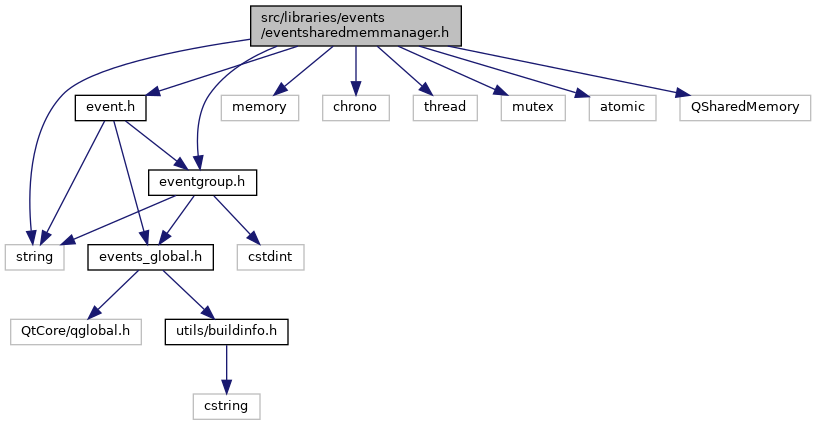 src/libraries/events
/eventsharedmemmanager.h
event.h
memory
chrono
thread
mutex
atomic
QSharedMemory
eventgroup.h
string
events_global.h
cstdint
QtCore/qglobal.h
utils/buildinfo.h
cstring